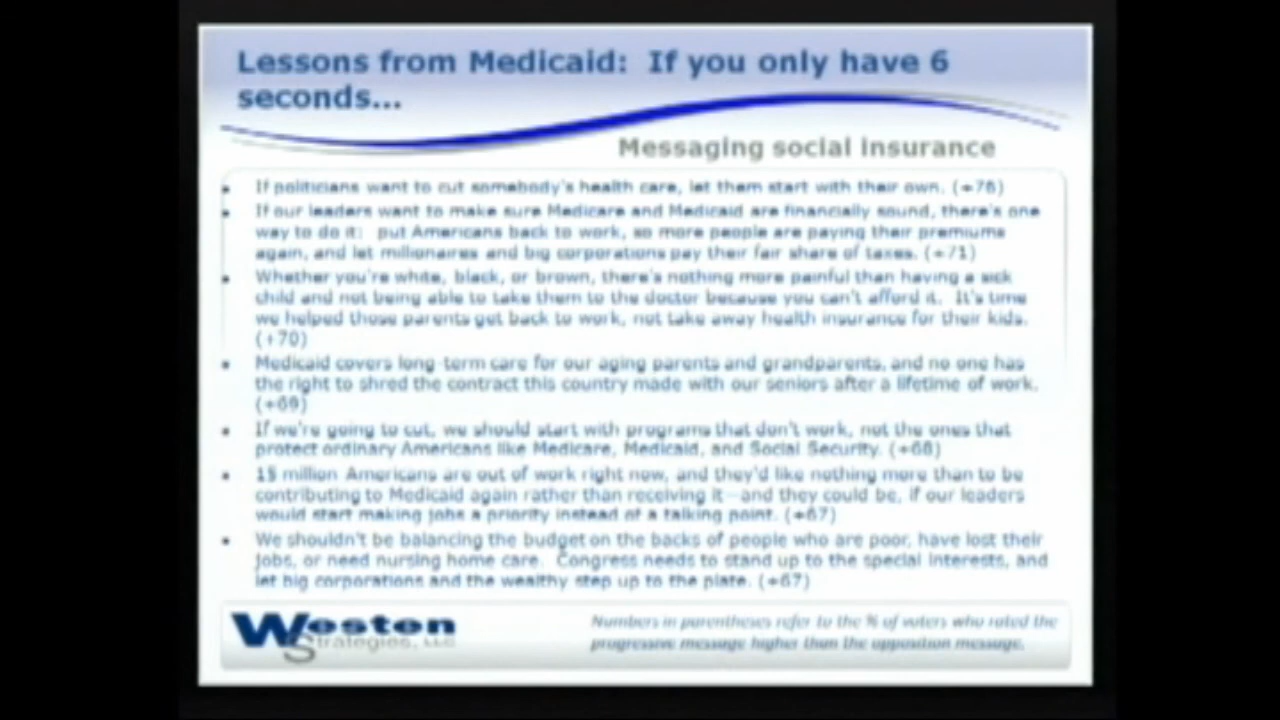 Lessons from Medicaid: If you only have 6
seconds...
Messaging social insurance
• If politicians want to cut somebody's health care, let them start with their own. (+76)
• If our leaders want to make sure Medicare and Medicaid are financially sound, there's one
way to do it: put Americans back to work, so more people are paying their premiums
again, and let millionaires and big corporations pay their fair share of taxes. (+71)
• Whether you're white, black, or brown, there's nothing more painful than having a sick
child and not being able to take them to the doctor because you can't afford it. It's time
we helped those parents get back to work, not take away health insurance for their kids.
(+70)
• Medicaid covers long-term care for our aging parents and grandparents, and no one has
the right to shred the contract this country made with our seniors after a lifetime of work.
(+69)
• If we're going to cut, we should start with programs that don't work, not the ones that
protect ordinary Americans like Medicare, Medicaid, and Social Security. (+68)
• 15 million Americans are out of work right now, and they'd like nothing more than to be
contributing to Medicaid again rather than receiving it—and they could be, if our leaders
would start making jobs a priority instead of a talking point. (+67)
• We shouldn't be balancing the budget on the backs of people who are poor, have lost their
jobs, or need nursing home care. Congress needs to stand up to the special interests, and
let big corporations and the wealthy step up to the plate. (+67)
Westen
Strategies, LLC
Numbers in parentheses refer to the % of voters who rated the
progressive message higher than the opposition message.